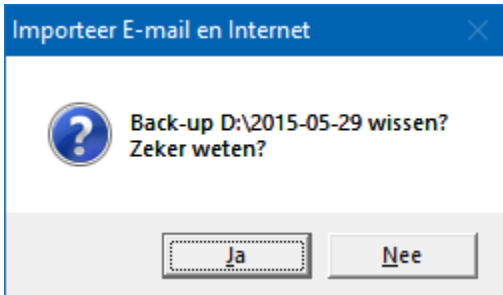 Importeer E-mail en Internet
Back-up D:\2015-05-29 wissen?
Zeker weten?
Ja
Nee